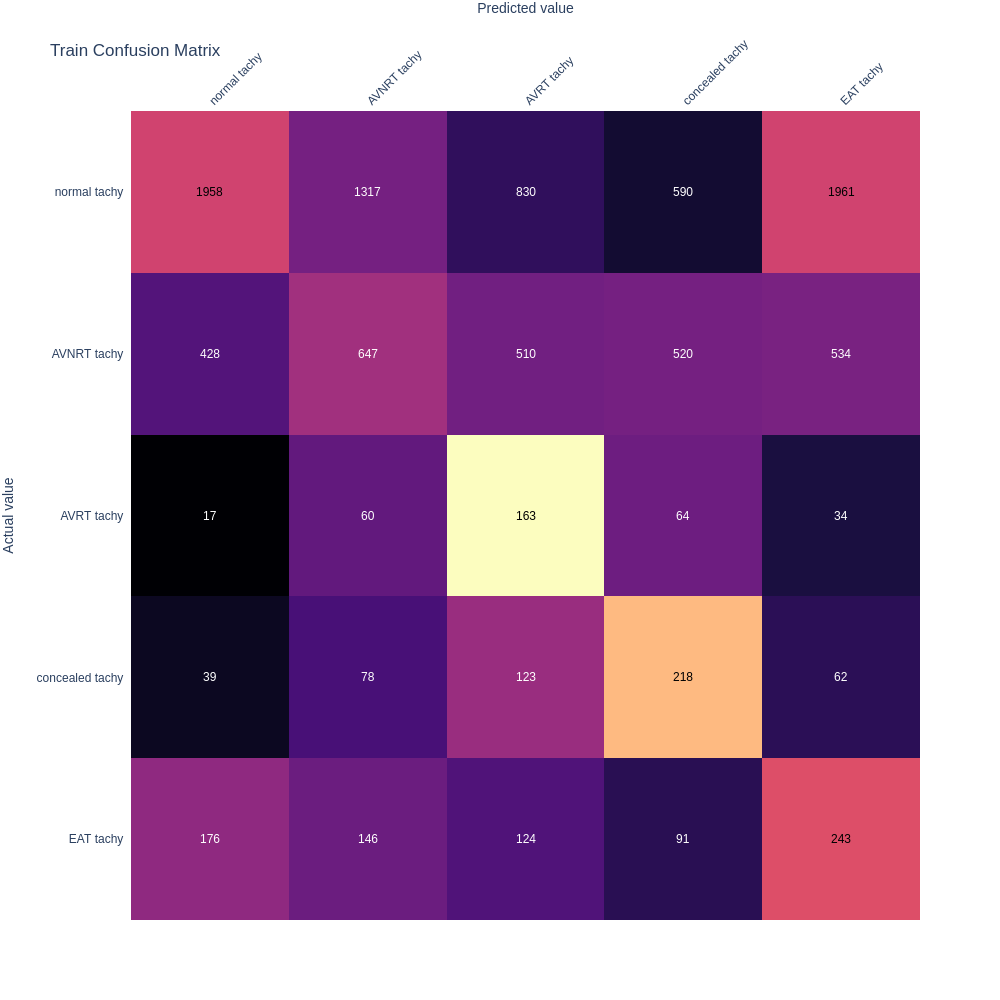 Predicted value
Train Confusion Matrix
normal tachy
AVNRT tachy
AVRT tachy
concealed tachy
EAT tachy
Actual value
normal tachy 1958 1317 830 590 1961
AVNRT tachy 428 647 510 520 534
AVRT tachy 17 60 163 64 34
concealed tachy 39 78 123 218 62
EAT tachy 176 146 124 91 243